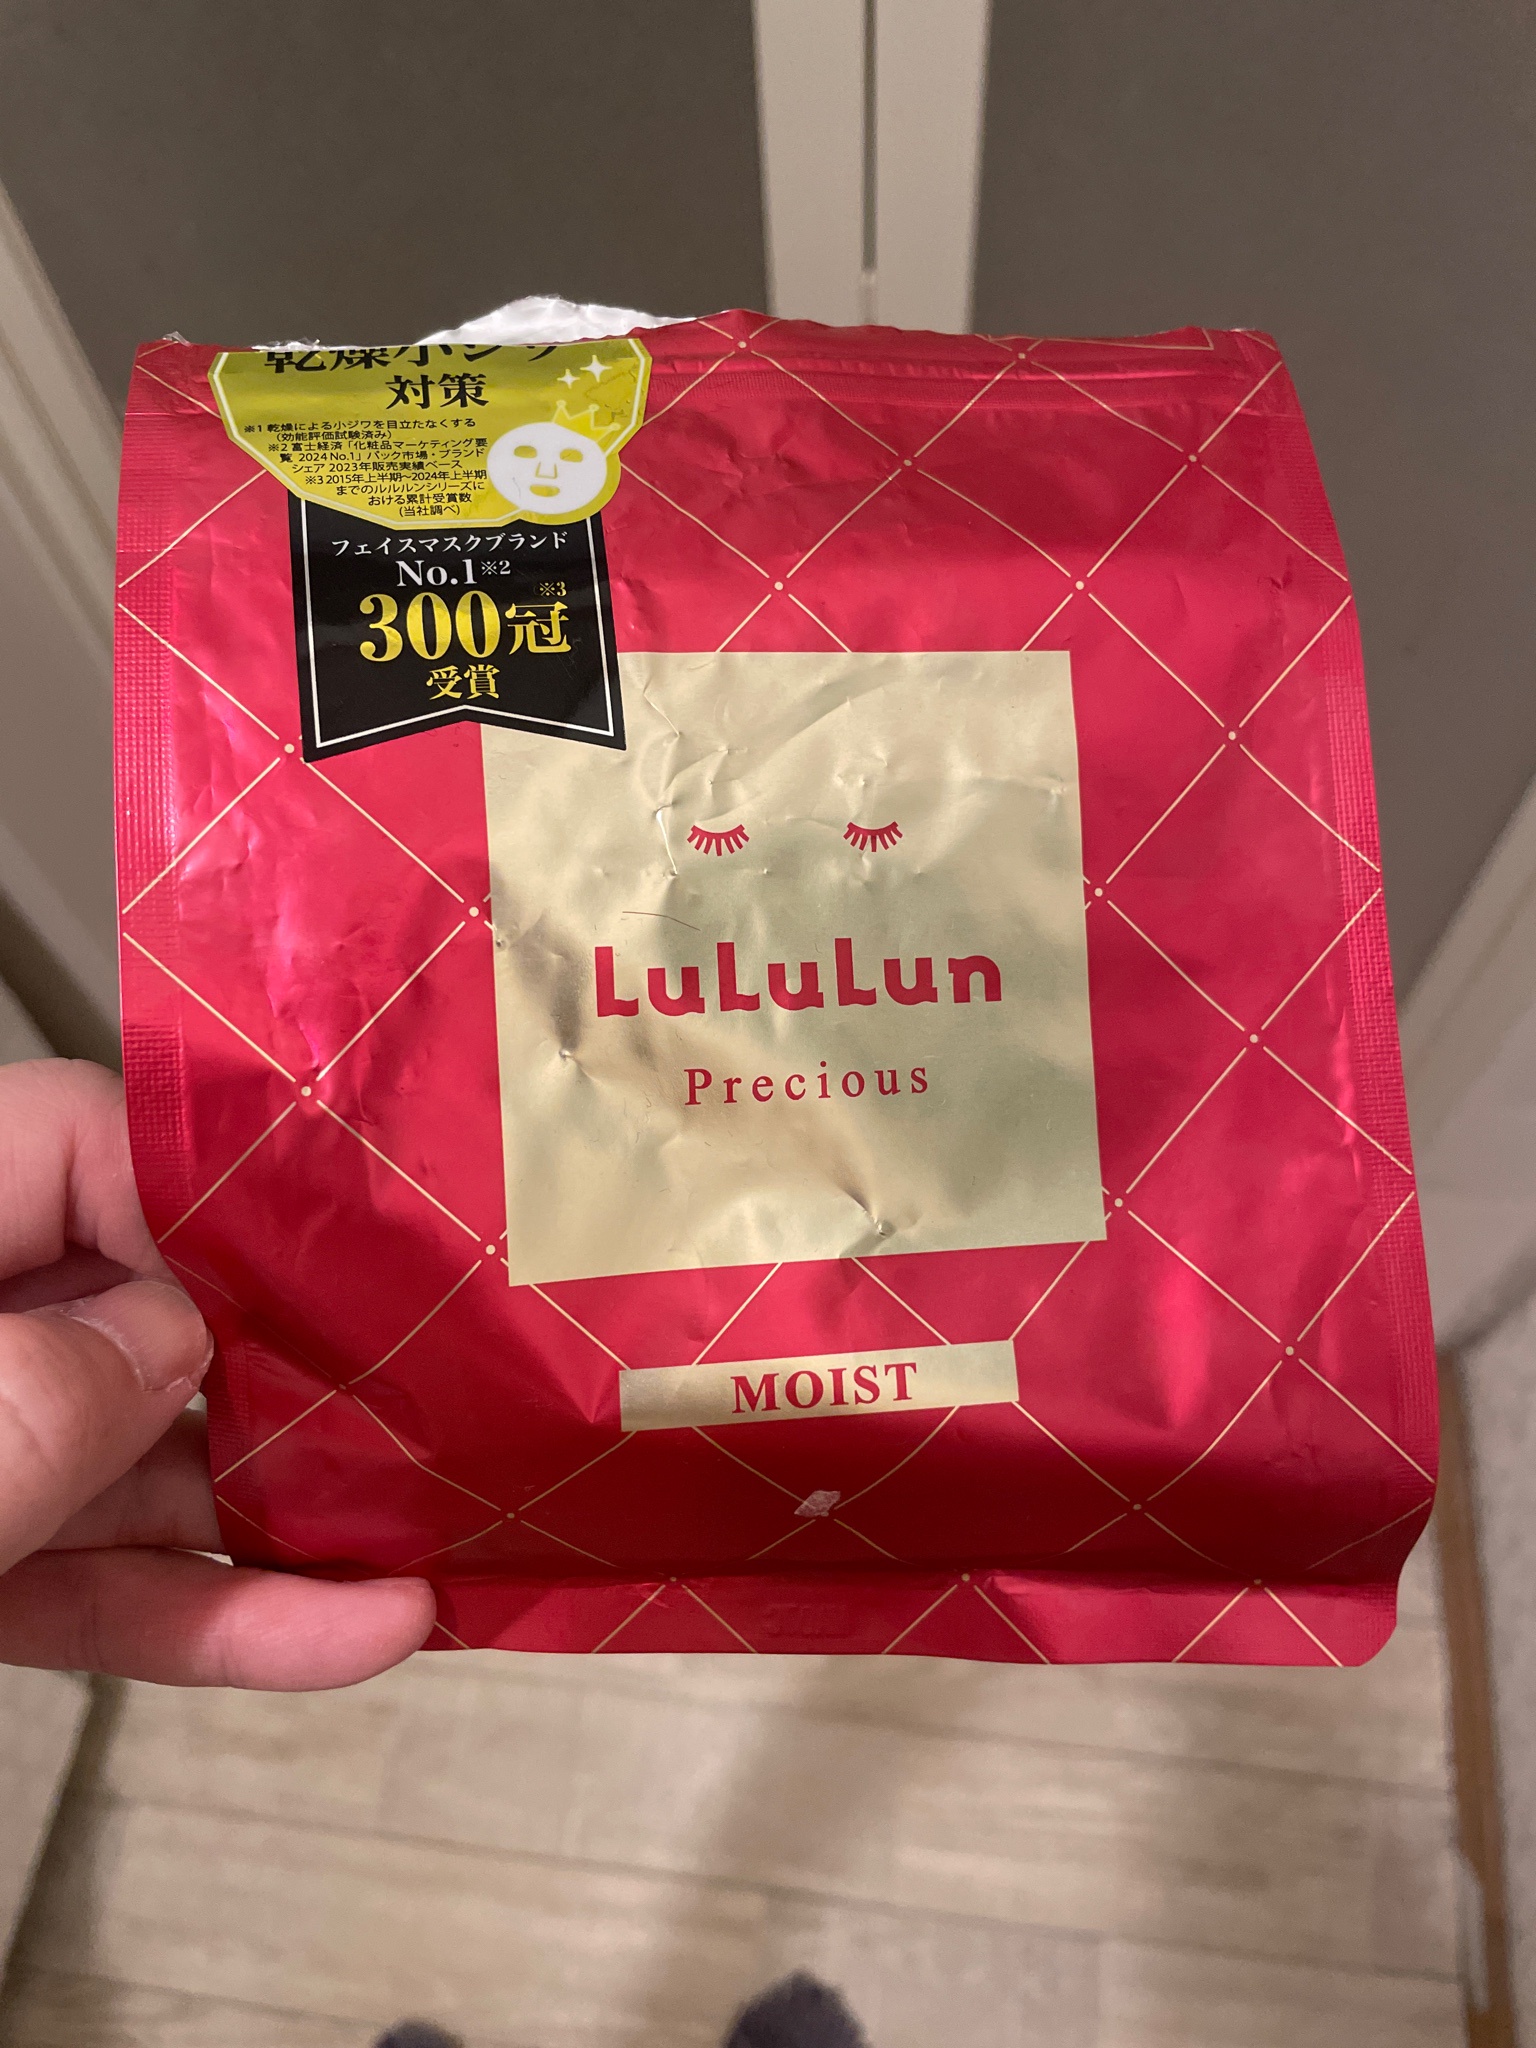 乾燥小ジワ
対策
※1 乾燥による小ジワを目立たなくする
(効能評価試験済み)
※2 富士経済「化粧品マーケティング要
覧 2024 No.1」パック市場・ブランド
シェア 2023年販売実績ベース
※3 2015年上半期〜2024年上半期
までのルルルンシリーズに
おける累計受賞数
(当社調べ)
フェイスマスクブランド
No.1※2
300冠※3
受賞
LuLuLun
Precious
MOIST